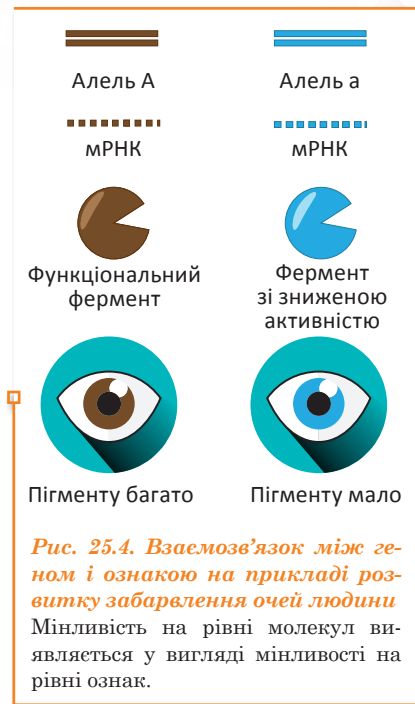 Алель А
Алель а
мРНК
мРНК
Функціональний
фермент
Фермент
зі зниженою
активністю
Пігменту багато
Пігменту мало
Рис. 25.4. Взаємозв'язок між ге-
ном і ознакою на прикладі роз-
витку забарвлення очей людини
Мінливість на рівні молекул ви-
являється у вигляді мінливості на
рівні ознак.